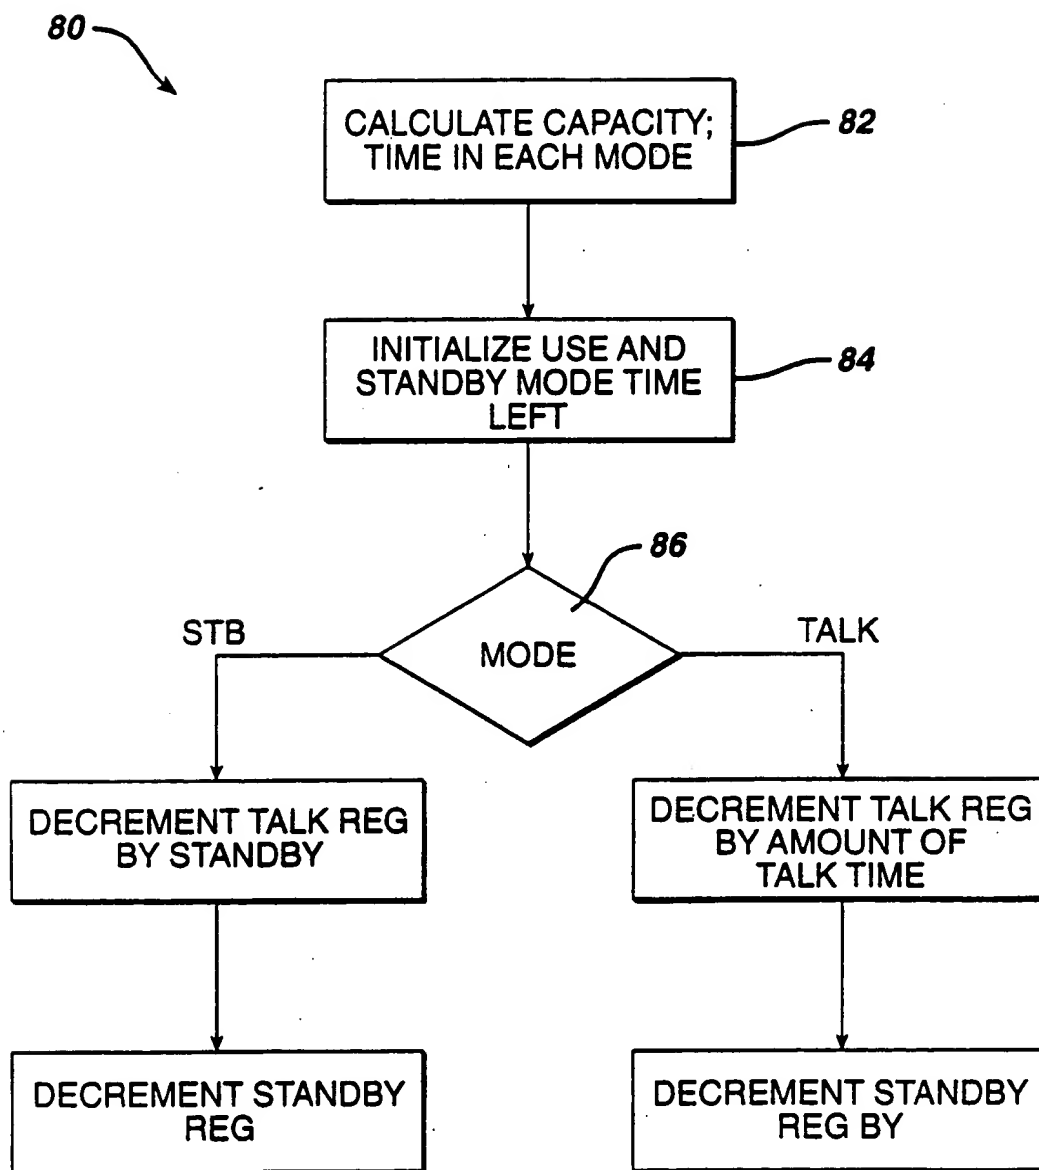 80
CALCULATE CAPACITY;
TIME IN EACH MODE
82
INITIALIZE USE AND
STANDBY MODE TIME
LEFT
84
86
STB
MODE
TALK
DECREMENT TALK REG
BY STANDBY
DECREMENT TALK REG
BY AMOUNT OF
TALK TIME
DECREMENT STANDBY
REG
DECREMENT STANDBY
REG BY